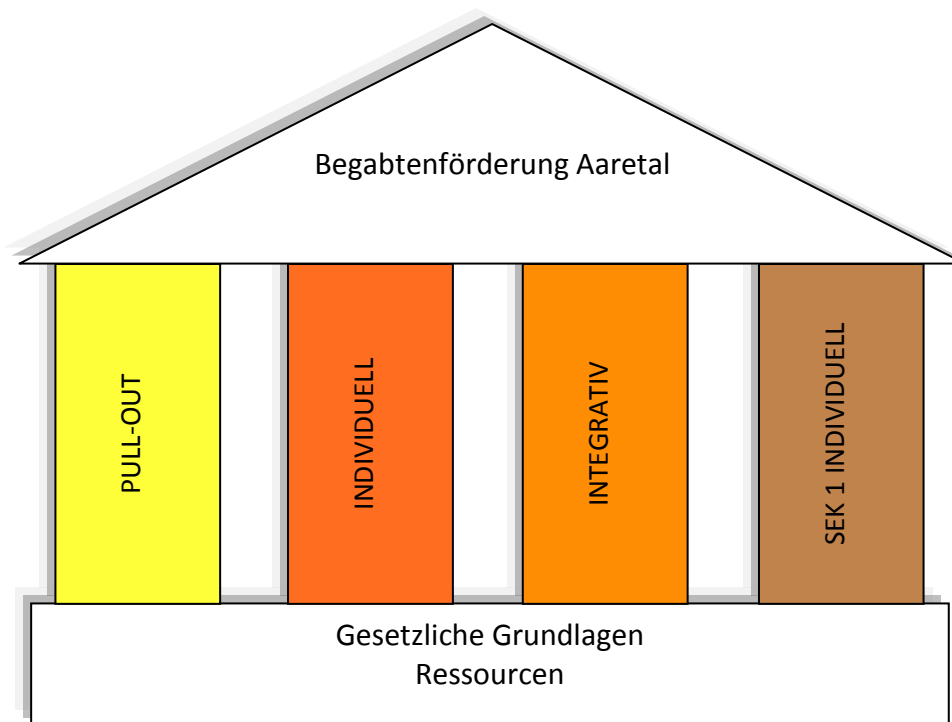 Begabtenförderung Aaretal
PULL-OUT
INDIVIDUELL
INTEGRATIV
SEK 1 INDIVIDUELL
Gesetzliche Grundlagen
Ressourcen